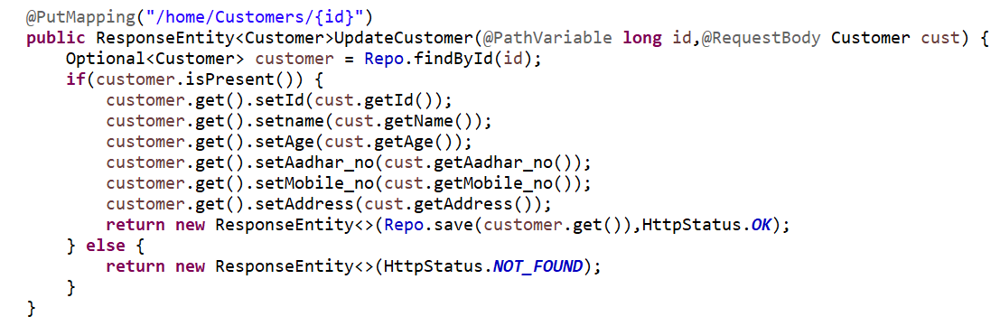 @PutMapping("/home/Customers/{id}")
public ResponseEntity<Customer>UpdateCustomer(@PathVariable long id,@RequestBody Customer cust) {
    Optional<Customer> customer = Repo.findById(id);
    if(customer.isPresent()) {
        customer.get().setId(cust.getId());
        customer.get().setname(cust.getName());
        customer.get().setAge(cust.getAge());
        customer.get().setAadhar_no(cust.getAadhar_no());
        customer.get().setMobile_no(cust.getMobile_no());
        customer.get().setAddress(cust.getAddress());
        return new ResponseEntity<>(Repo.save(customer.get()),HttpStatus.OK);
    } else {
        return new ResponseEntity<>(HttpStatus.NOT_FOUND);
    }
}